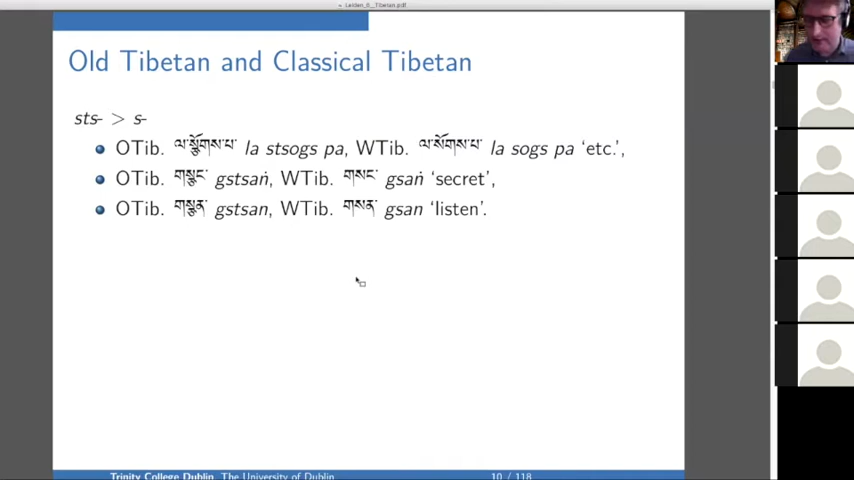 Leiden_6__Tibetan.pdf
Old Tibetan and Classical Tibetan
sts- > s-
OTib. ལ་སྩོགས་པ་ la stsogs pa, WTib. ལ་སོགས་པ་ la sogs pa ‘etc.’,
OTib. གསྩང་ gstsaṅ, WTib. གསང་ gsaṅ ‘secret’,
OTib. གསྩན་ gstsan, WTib. གསན་ gsan ‘listen’.
Trinity College Dublin, The University of Dublin 10 / 118